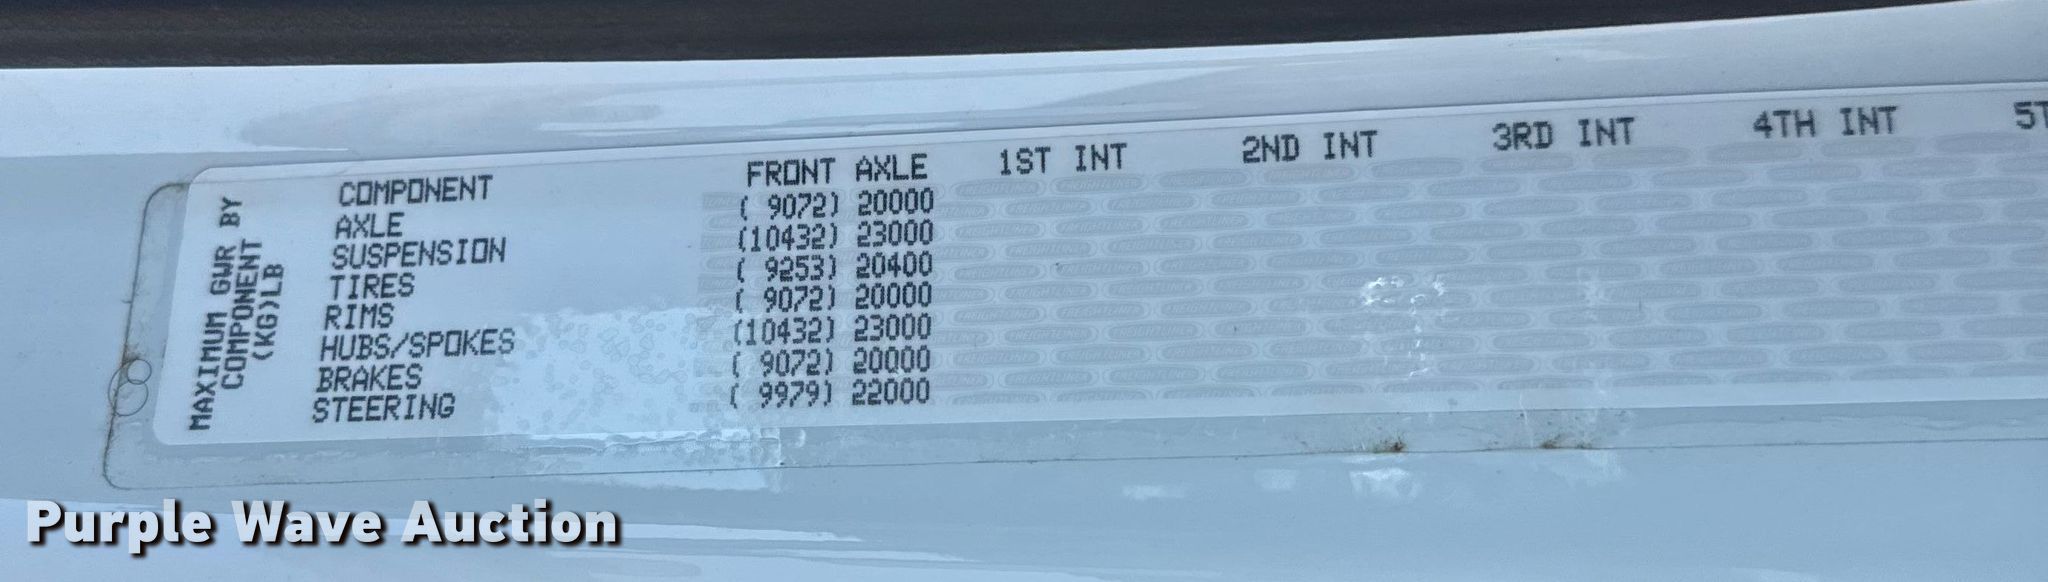 MAXIMUM GWR BY
COMPONENT
(KG)LB
COMPONENT FRONT AXLE 1ST INT 2ND INT 3RD INT 4TH INT 5T
AXLE ( 9072) 20000
SUSPENSION (10432) 23000
TIRES ( 9253) 20400
RIMS ( 9072) 20000
HUBS/SPOKES (10432) 23000
BRAKES ( 9072) 20000
STEERING ( 9979) 22000
Purple Wave Auction